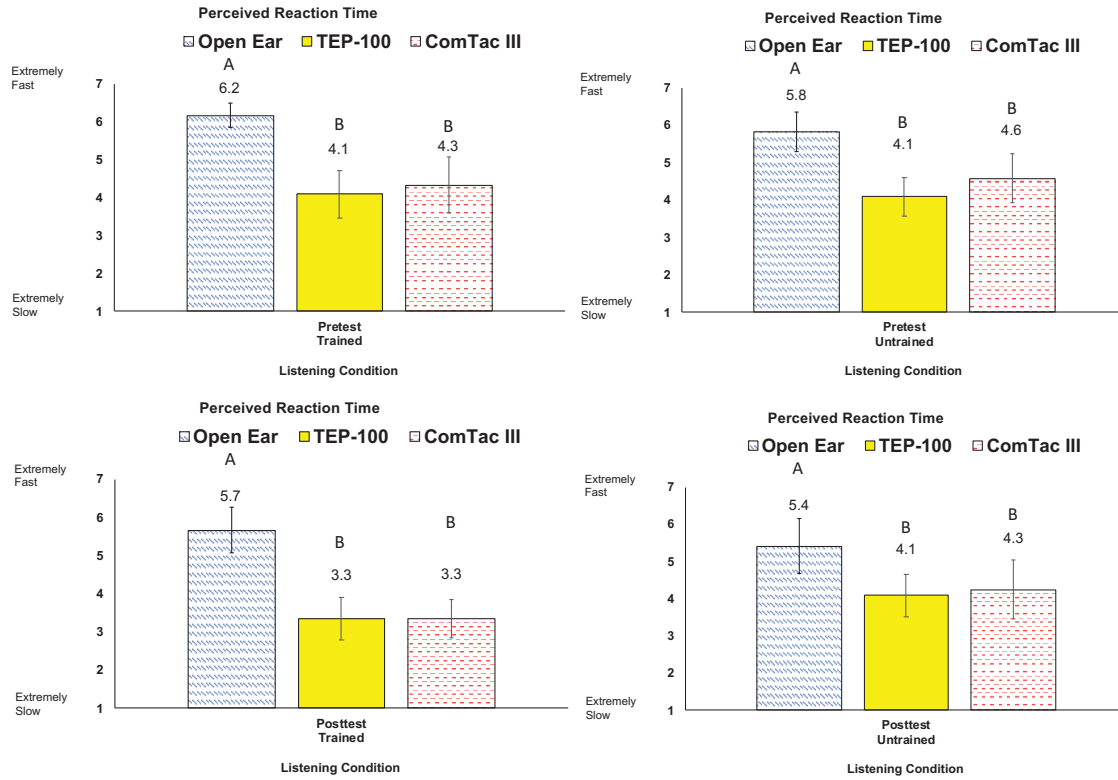 Perceived Reaction Time
Open Ear TEP-100 ComTac III
Extremely
Fast
A
6.2
B
4.1
B
4.3
7
6
5
4
3
2
1
Extremely
Slow
Pretest
Trained
Listening Condition
Perceived Reaction Time
Open Ear TEP-100 ComTac III
Extremely
Fast
A
5.8
B
4.1
B
4.6
7
6
5
4
3
2
1
Extremely
Slow
Pretest
Untrained
Listening Condition
Perceived Reaction Time
Open Ear TEP-100 ComTac III
Extremely
Fast
A
5.7
B
3.3
B
3.3
7
6
5
4
3
2
1
Extremely
Slow
Posttest
Trained
Listening Condition
Perceived Reaction Time
Open Ear TEP-100 ComTac III
Extremely
Fast
A
5.4
B
4.1
B
4.3
7
6
5
4
3
2
1
Extremely
Slow
Posttest
Untrained
Listening Condition